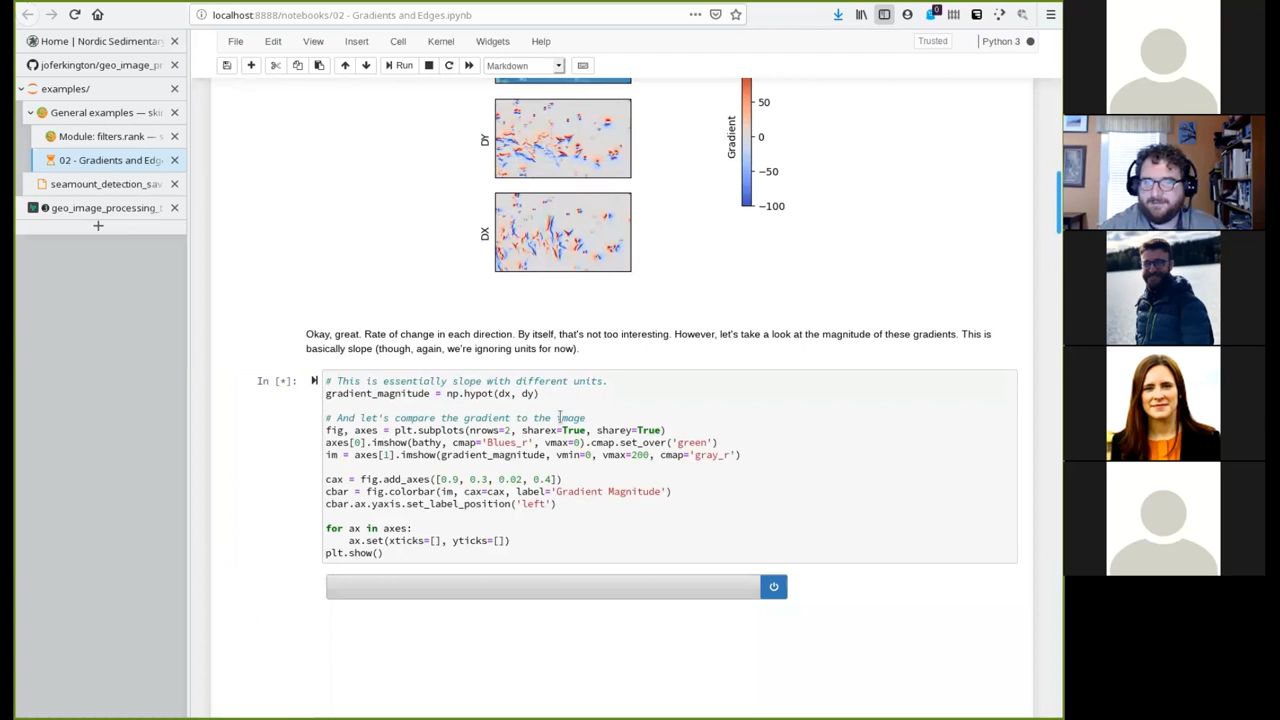 localhost:8888/notebooks/02 - Gradients and Edges.ipynb
0
Home | Nordic Sedimentar
joferkington/geo_image_pr
examples/
General examples — skim
Module: filters.rank — s
02 - Gradients and Edge
seamount_detection_sav
geo_image_processing_t
File Edit View Insert Cell Kernel Widgets Help
Trusted
Python 3
Run
Markdown
DY
DX
Gradient
50
0
−50
−100
Okay, great. Rate of change in each direction. By itself, that's not too interesting. However, let's take a look at the magnitude of these gradients. This is
basically slope (though, again, we're ignoring units for now).
In [*]:
# This is essentially slope with different units.
gradient_magnitude = np.hypot(dx, dy)
# And let's compare the gradient to the image
fig, axes = plt.subplots(nrows=2, sharex=True, sharey=True)
axes[0].imshow(bathy, cmap='Blues_r', vmax=0).cmap.set_over('green')
im = axes[1].imshow(gradient_magnitude, vmin=0, vmax=200, cmap='gray_r')
cax = fig.add_axes([0.9, 0.3, 0.02, 0.4])
cbar = fig.colorbar(im, cax=cax, label='Gradient Magnitude')
cbar.ax.yaxis.set_label_position('left')
for ax in axes:
ax.set(xticks=[], yticks=[])
plt.show()